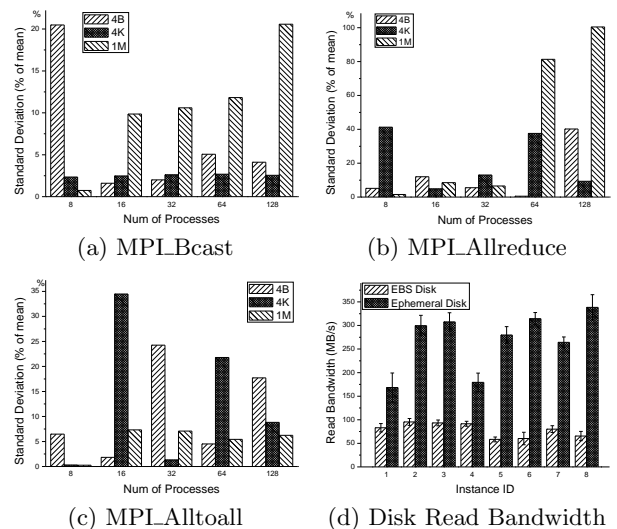 %
20
15
10
5
0
Standard Deviation (% of mean)
4B
4K
1M
8 16 32 64 128
Num of Processes
(a) MPI_Bcast
%
100
80
60
40
20
0
Standard Deviation (% of mean)
4B
4K
1M
8 16 32 64 128
Num of Processes
(b) MPI_Allreduce
%
35
30
25
20
15
10
5
0
Standard Deviation (% of mean)
4B
4K
1M
8 16 32 64 128
Num of Processes
(c) MPI_Alltoall
350
300
250
200
150
100
50
0
Read Bandwidth (MB/s)
EBS Disk
Ephemeral Disk
1 2 3 4 5 6 7 8
Instance ID
(d) Disk Read Bandwidth